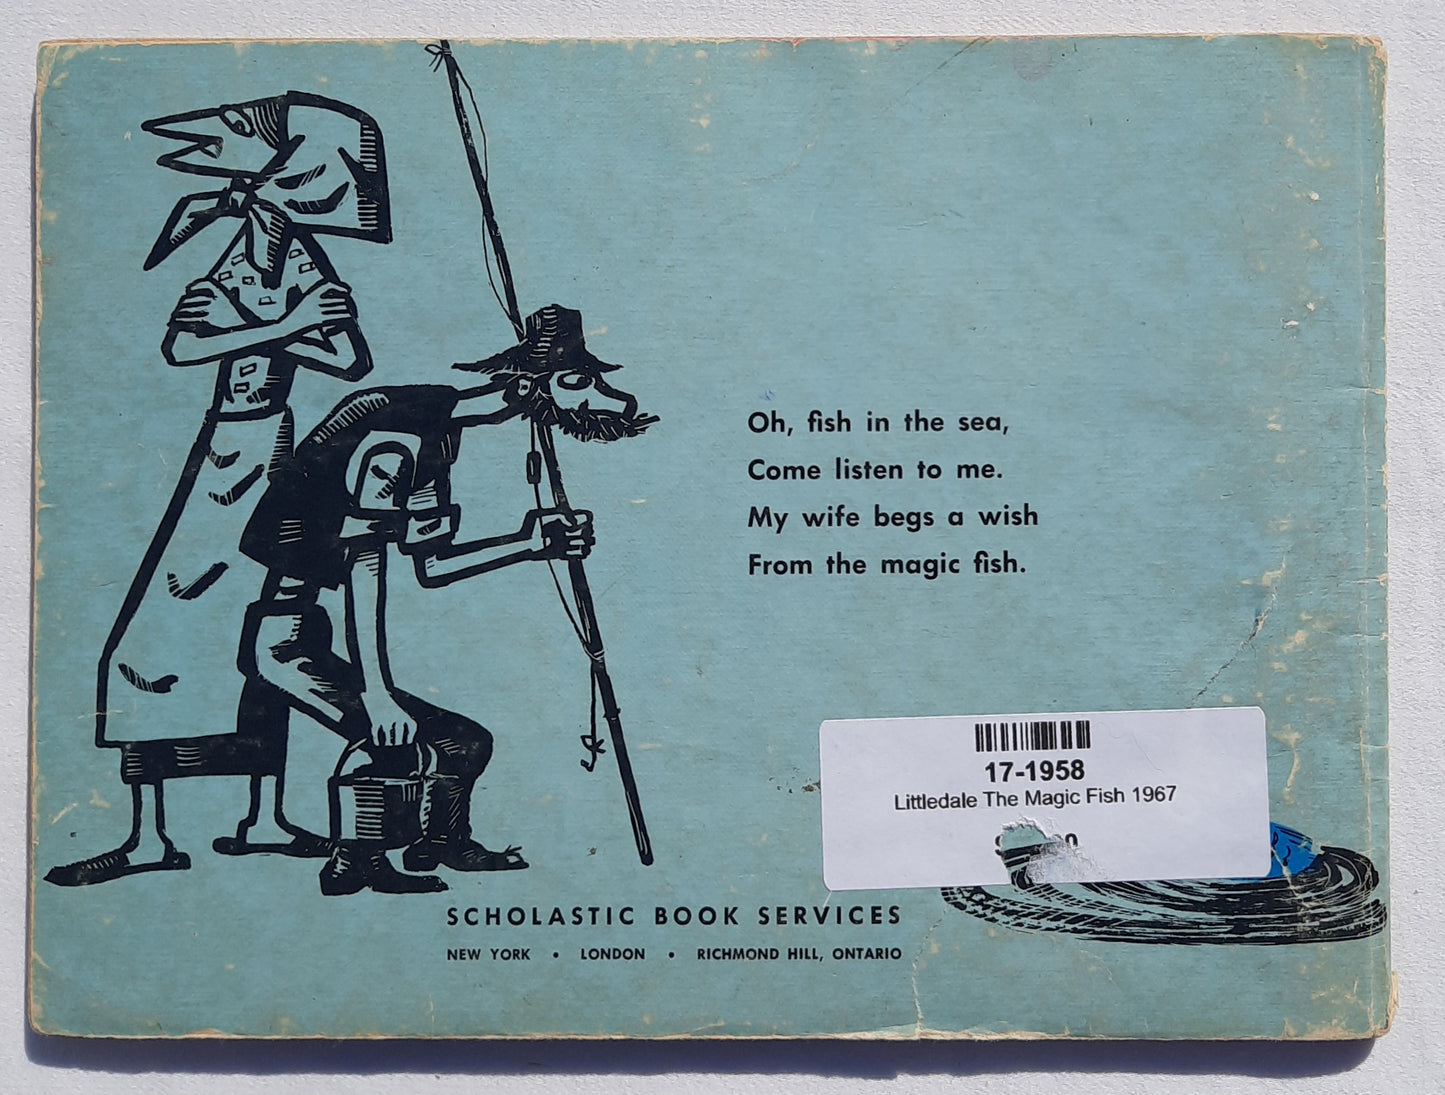 Oh, fish in the sea,
Come listen to me.
My wife begs a wish
From the magic fish.
17-1958
Littledale The Magic Fish 1967
SCHOLASTIC BOOK SERVICES
NEW YORK • LONDON • RICHMOND HILL, ONTARIO